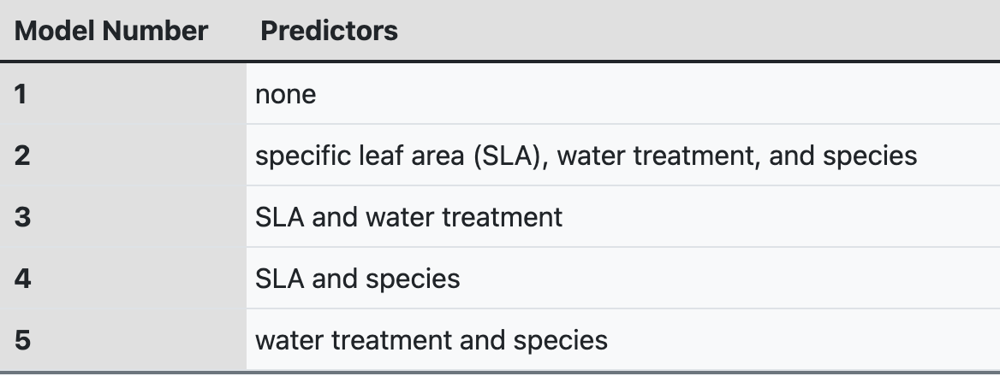 Model Number Predictors
1 none
2 specific leaf area (SLA), water treatment, and species
3 SLA and water treatment
4 SLA and species
5 water treatment and species